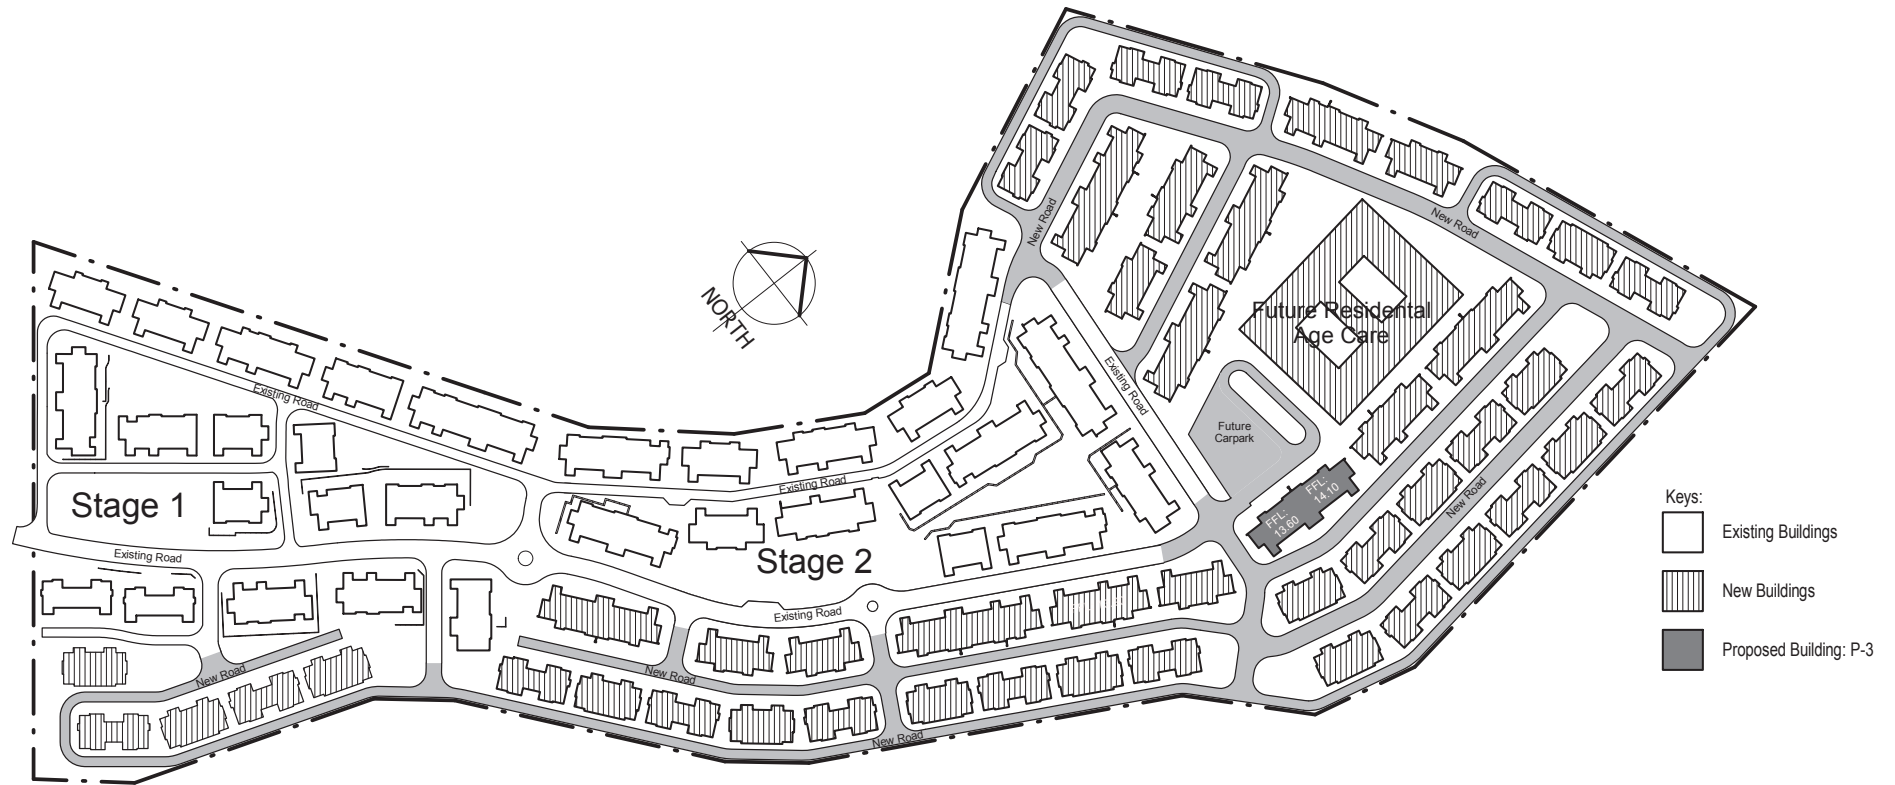 New Road
New Road
NORTH
Future Residental
Age Care
Existing Road
Existing Road
Future
Carpark
Existing Road
Stage 1
FFL:
14.10
FFL:
13.60
New Road
Keys:
Existing Buildings
New Buildings
Proposed Building: P-3
Existing Road
Stage 2
Existing Road
New Road
New Road
New Road